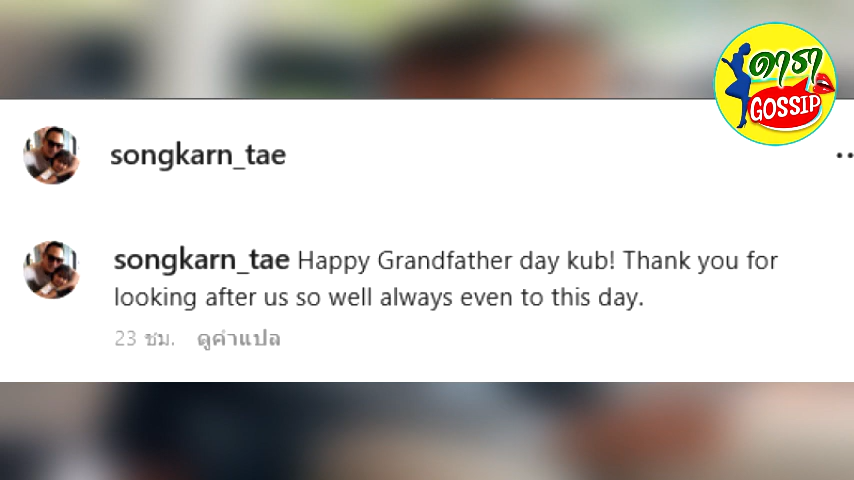 ดารา
GOSSIP
songkarn_tae
songkarn_tae Happy Grandfather day kub! Thank you for
looking after us so well always even to this day.
23 ชม. ดูคำแปล